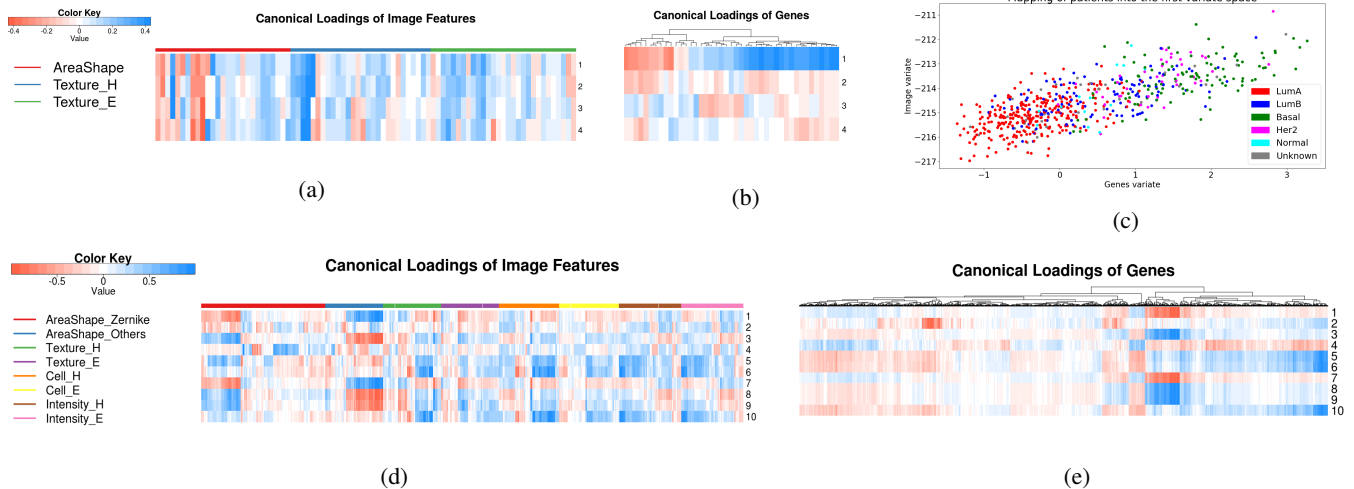 Color Key
-0.4 -0.2 0 0.2 0.4
Value
AreaShape
Texture_H
Texture_E
Canonical Loadings of Image Features
1
2
3
4
(a)
Canonical Loadings of Genes
1
2
3
4
(b)
Mapping of patients into the first variate space
Image variate
−211
−212
−213
−214
−215
−216
−217
−1 0 1 2 3
Genes variate
LumA
LumB
Basal
Her2
Normal
Unknown
(c)
Color Key
-0.5 0 0.5
Value
AreaShape_Zernike
AreaShape_Others
Texture_H
Texture_E
Cell_H
Cell_E
Intensity_H
Intensity_E
Canonical Loadings of Image Features
1
2
3
4
5
6
7
8
9
10
(d)
Canonical Loadings of Genes
1
2
3
4
5
6
7
8
9
10
(e)